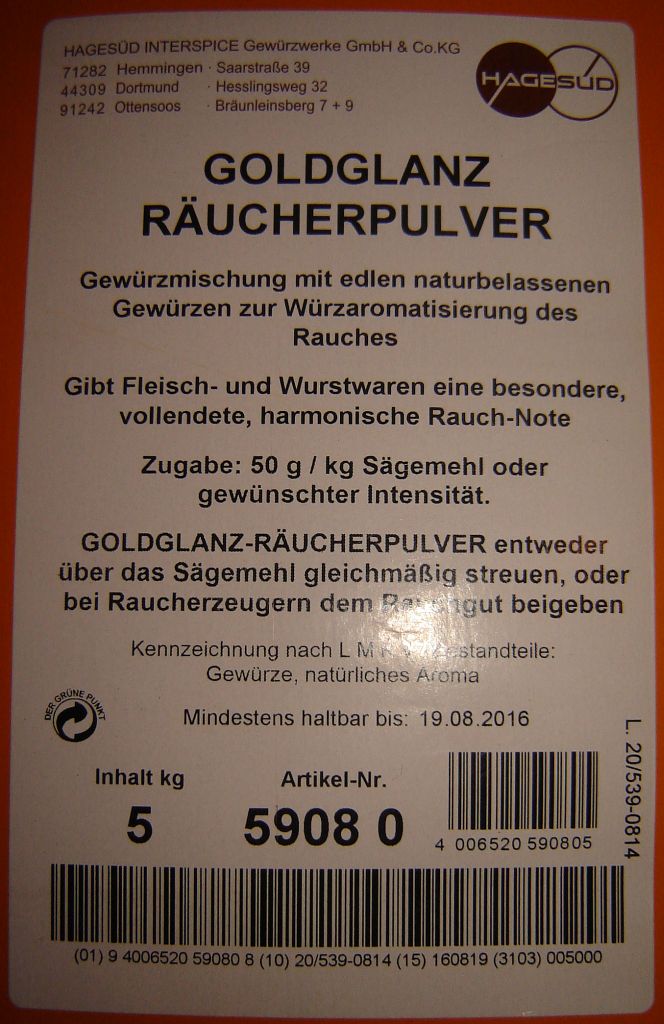 HAGESÜD INTERSPICE Gewürzwerke GmbH & Co.KG
71282 Hemmingen · Saarstraße 39
44309 Dortmund · Hesslingsweg 32
91242 Ottensoos · Bräunleinsberg 7 + 9
HAGESÜD
GOLDGLANZ
RÄUCHERPULVER
Gewürzmischung mit edlen naturbelassenen
Gewürzen zur Würzaromatisierung des
Rauches
Gibt Fleisch- und Wurstwaren eine besondere,
vollendete, harmonische Rauch-Note
Zugabe: 50 g / kg Sägemehl oder
gewünschter Intensität.
GOLDGLANZ-RÄUCHERPULVER entweder
über das Sägemehl gleichmäßig streuen, oder
bei Raucherzeugern dem beigeben
Kennzeichnung nach L M K
Gewürze, natürliches Aroma
DER GRÜNE PUNKT
Mindestens haltbar bis: 19.08.2016
L. 20/539-0814
Inhalt kg
Artikel-Nr.
5
5908 0
4 006520 590805
(01) 9 4006520 59080 8 (10) 20/539-0814 (15) 160819 (3103) 005000